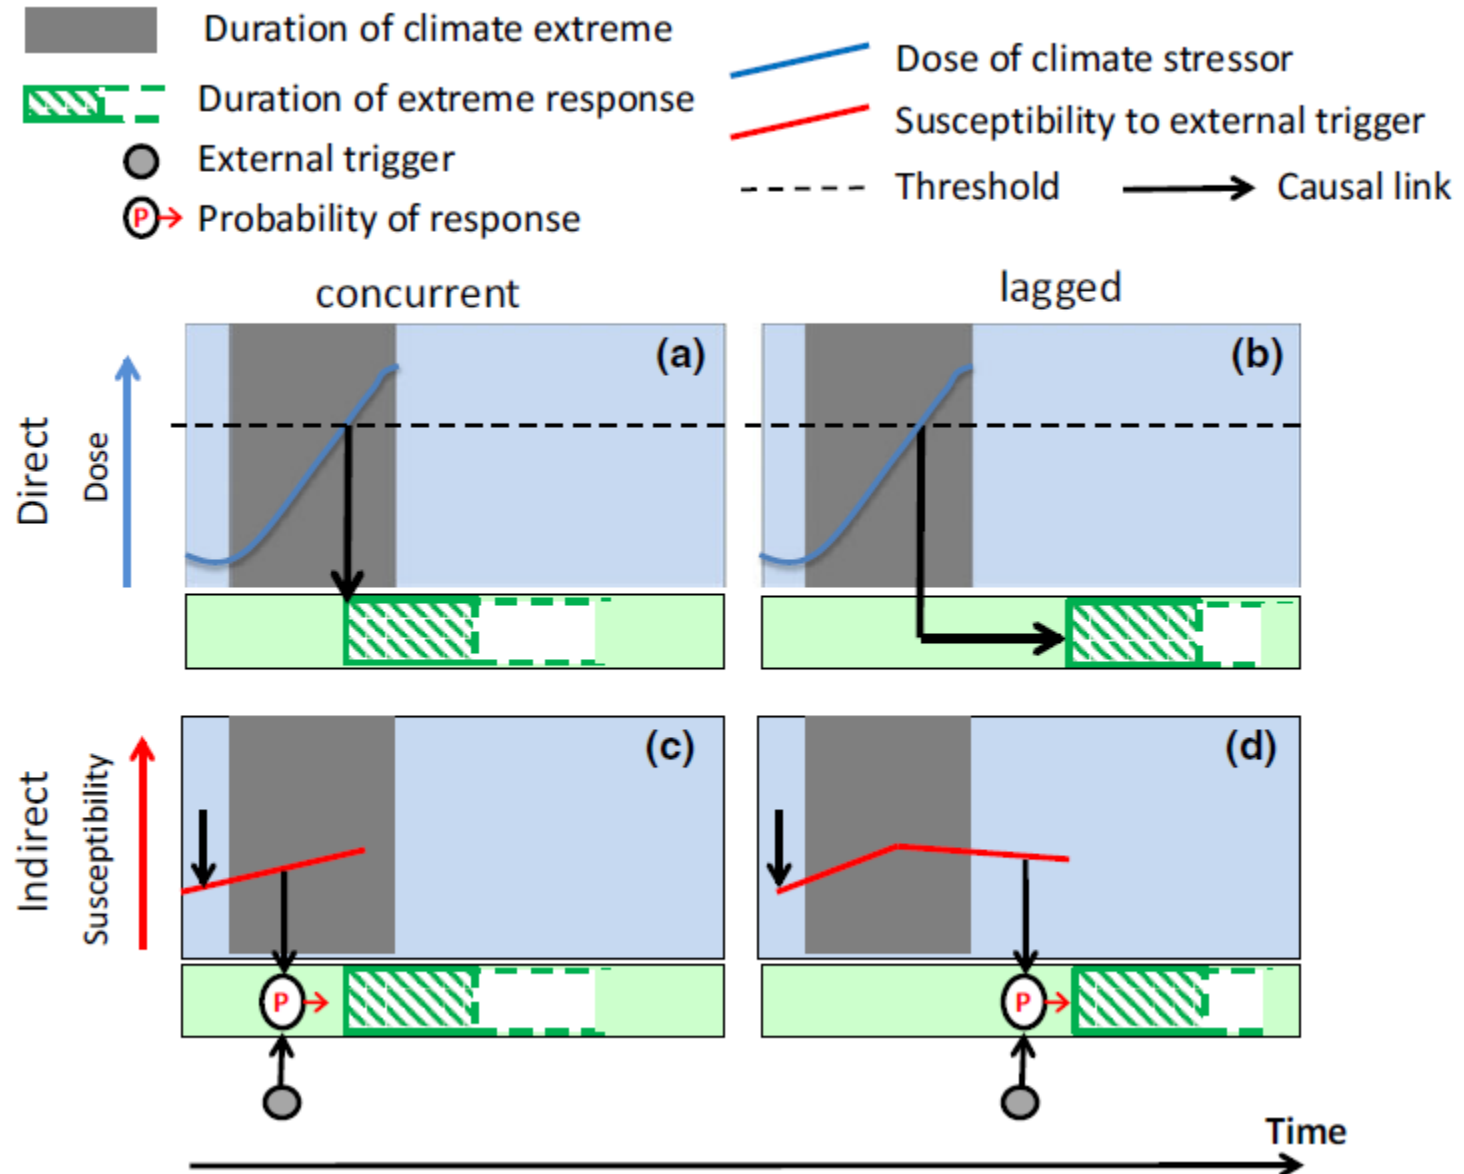 Duration of climate extreme
Duration of extreme response
External trigger
P Probability of response
Dose of climate stressor
Susceptibility to external trigger
Threshold
Causal link
concurrent
lagged
Direct
Dose
(a)
(b)
Indirect
Susceptibility
(c)
(d)
P
P
Time